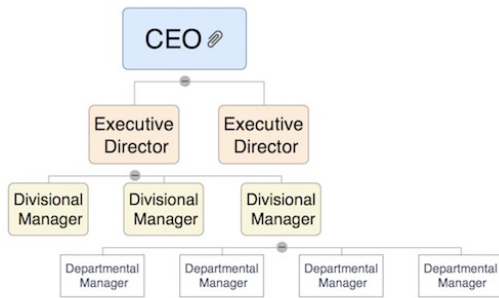 CEO
Executive
Director
Executive
Director
Divisional
Manager
Divisional
Manager
Divisional
Manager
Departmental
Manager
Departmental
Manager
Departmental
Manager
Departmental
Manager